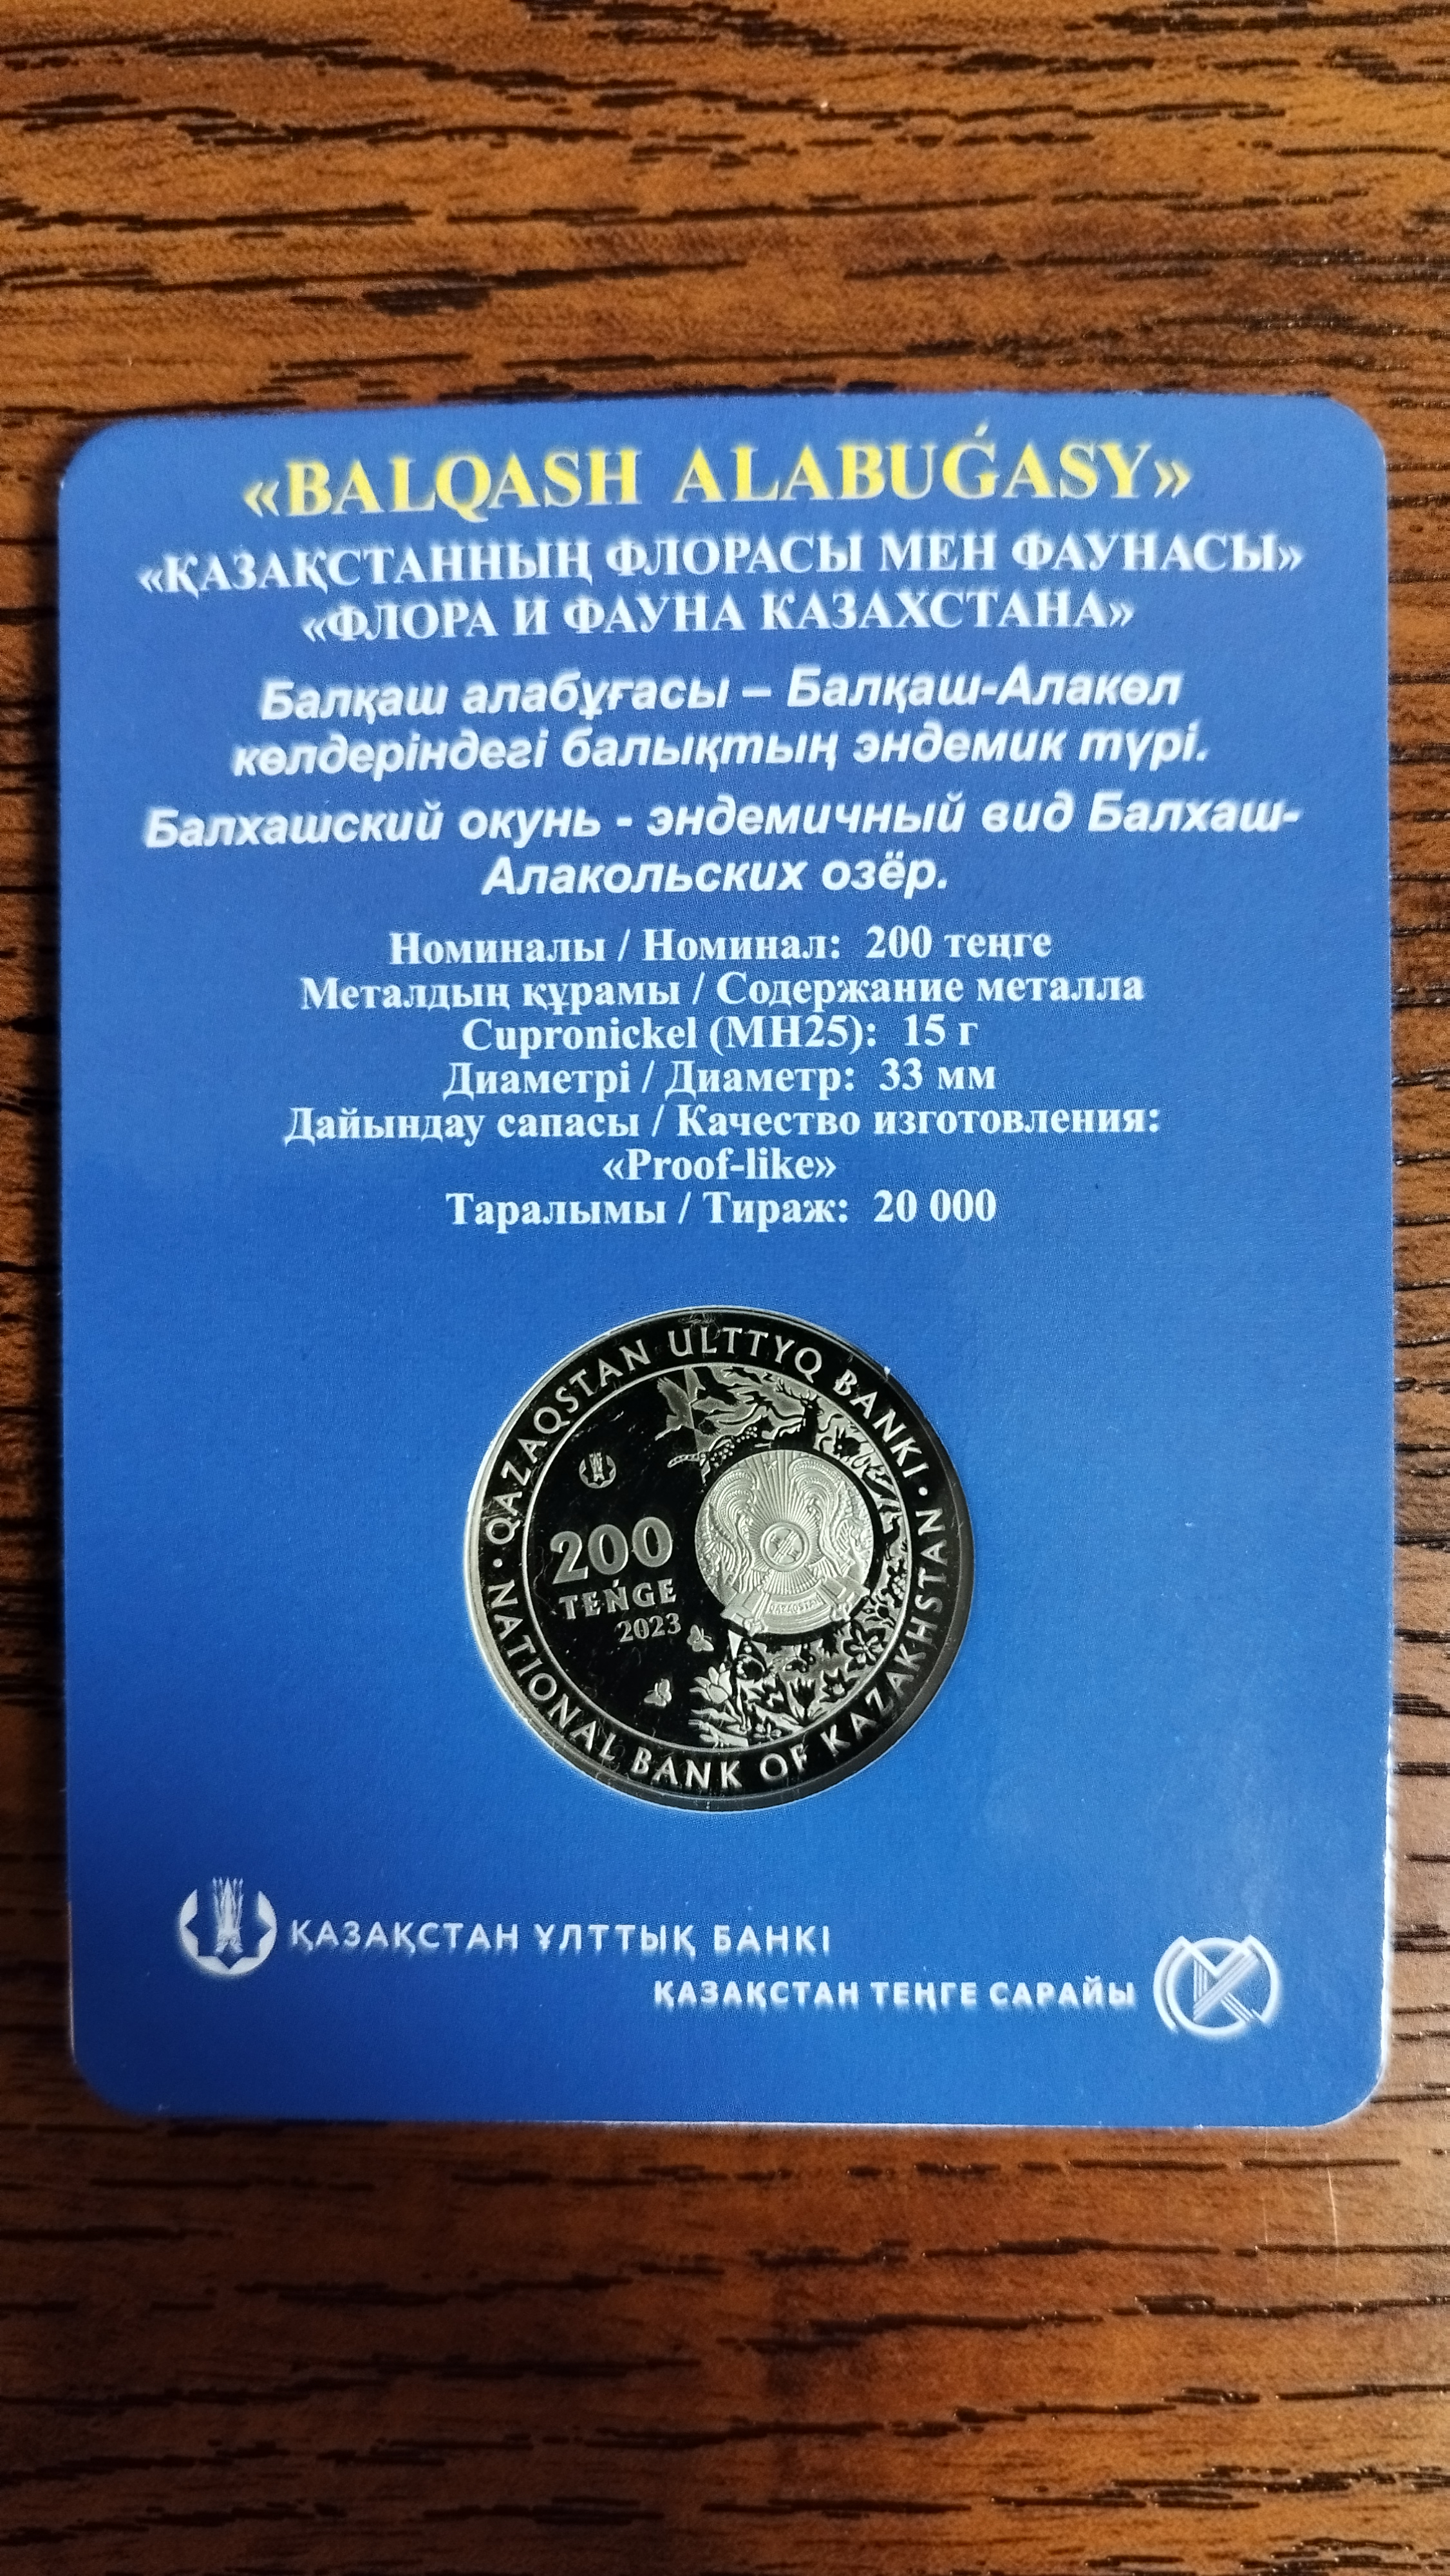 «BALQASH ALABUǴASY»
«ҚАЗАҚСТАННЫҢ ФЛОРАСЫ МЕН ФАУНАСЫ»
«ФЛОРА И ФАУНА КАЗАХСТАНА»
Балқаш алабұғасы – Балқаш-Алакөл
көлдеріндегі балықтың эндемик түрі.
Балхашский окунь - эндемичный вид Балхаш-
Алакольских озёр.
Номиналы / Номинал: 200 теңге
Металдың құрамы / Содержание металла
Cupronickel (МН25): 15 г
Диаметрі / Диаметр: 33 мм
Дайындау сапасы / Качество изготовления:
«Proof-like»
Таралымы / Тираж: 20 000
QAZAQSTAN ULTTYQ BANKI
200
TEŃGE
2023
QAZAQSTAN
NATIONAL BANK OF KAZAKHSTAN
ҚАЗАҚСТАН ҰЛТТЫҚ БАНКІ
ҚАЗАҚСТАН ТЕҢГЕ САРАЙЫ